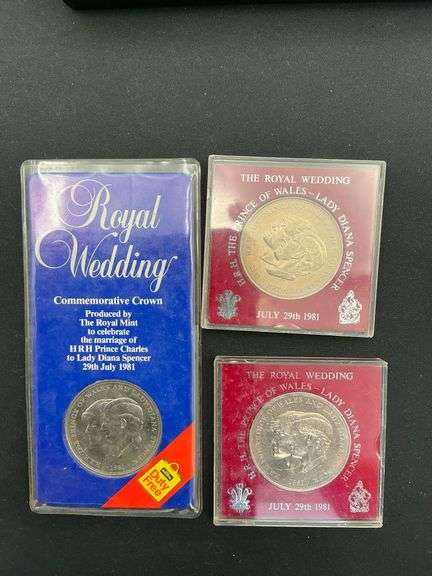 Royal
Wedding
Commemorative Crown
Produced by
The Royal Mint
to celebrate
the marriage of
HRH Prince Charles
to Lady Diana Spencer
29th July 1981
1981
Duty
Free
THE ROYAL WEDDING
H.R.H. THE PRINCE OF WALES – LADY DIANA SPENCER
JULY 29th 1981
THE ROYAL WEDDING
H.R.H. THE PRINCE OF WALES – LADY DIANA SPENCER
1981
JULY 29th 1981